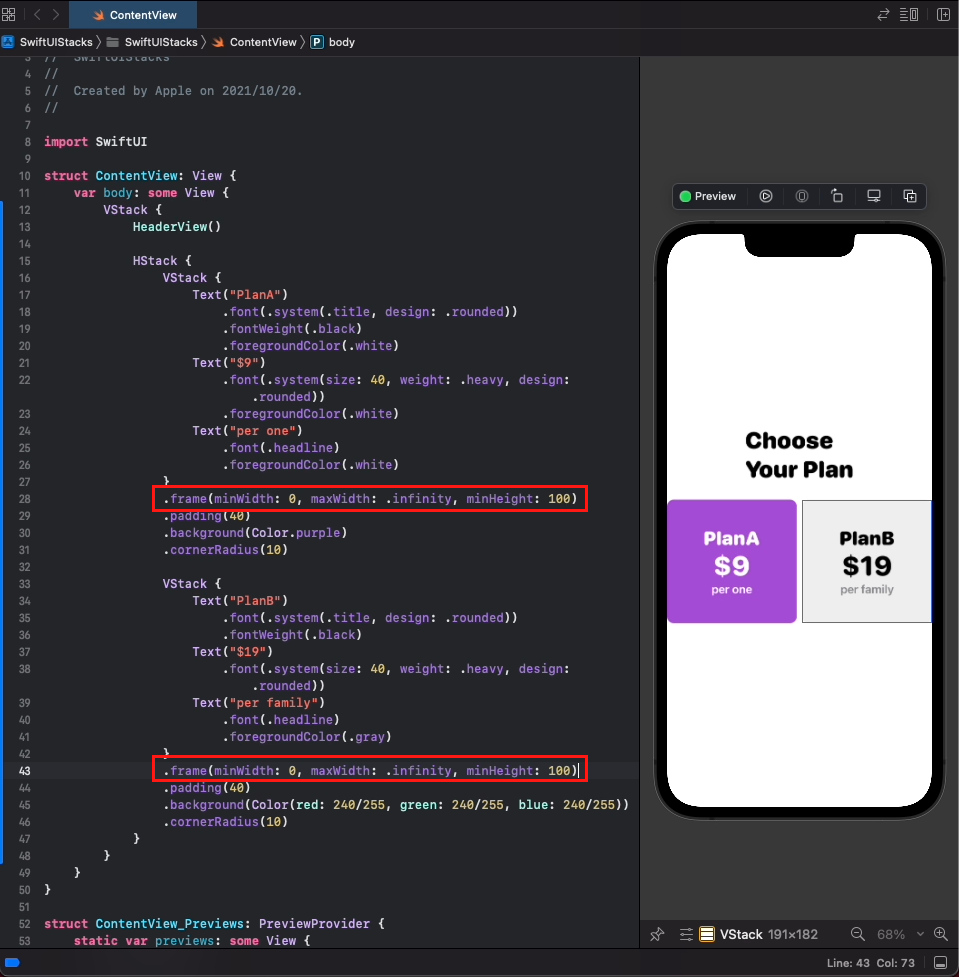 ContentView
SwiftUIStacks
SwiftUIStacks
ContentView
P
body
3 // SwiftUIStacks
4 //
5 // Created by Apple on 2021/10/20.
6 //
7
8 import SwiftUI
9
10 struct ContentView: View {
11 var body: some View {
12 VStack {
13 HeaderView()
14
15 HStack {
16 VStack {
17 Text("PlanA")
18 .font(.system(.title, design: .rounded))
19 .fontWeight(.black)
20 .foregroundColor(.white)
21 Text("$9")
22 .font(.system(size: 40, weight: .heavy, design:
.rounded))
23 .foregroundColor(.white)
24 Text("per one")
25 .font(.headline)
26 .foregroundColor(.white)
27 }
28 .frame(minWidth: 0, maxWidth: .infinity, minHeight: 100)
29 .padding(40)
30 .background(Color.purple)
31 .cornerRadius(10)
32
33 VStack {
34 Text("PlanB")
35 .font(.system(.title, design: .rounded))
36 .fontWeight(.black)
37 Text("$19")
38 .font(.system(size: 40, weight: .heavy, design:
.rounded))
39 Text("per family")
40 .font(.headline)
41 .foregroundColor(.gray)
42 }
43 .frame(minWidth: 0, maxWidth: .infinity, minHeight: 100)
44 .padding(40)
45 .background(Color(red: 240/255, green: 240/255, blue: 240/255))
46 .cornerRadius(10)
47 }
48 }
49 }
50 }
51
52 struct ContentView_Previews: PreviewProvider {
53 static var previews: some View {
Preview
Choose
Your Plan
PlanA
$9
per one
PlanB
$19
per family
VStack 191×182
68%
Line: 43 Col: 73